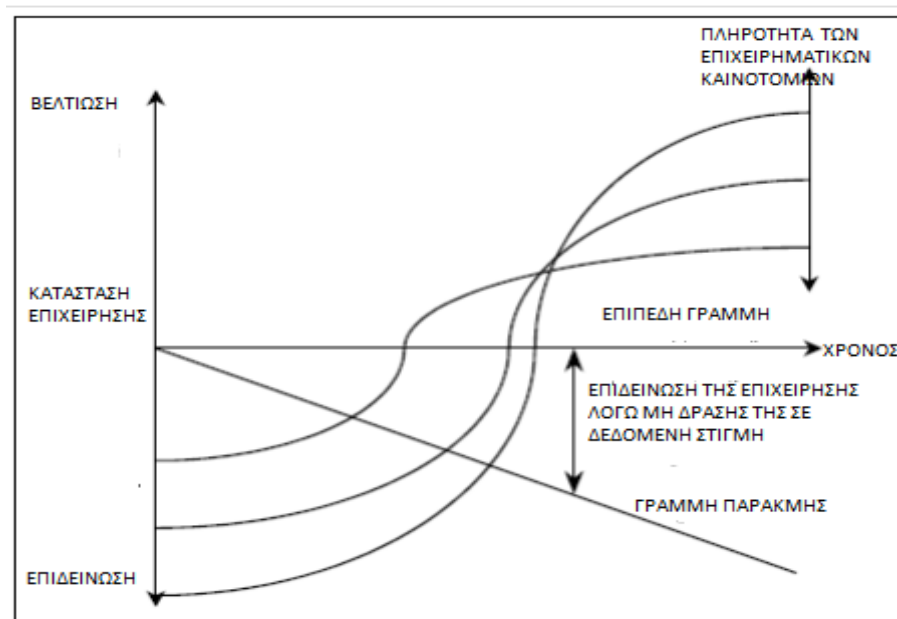 ΠΛΗΡΟΤΗΤΑ ΤΩΝ
ΕΠΙΧΕΙΡΗΜΑΤΙΚΩΝ
ΚΑΙΝΟΤΟΜΙΩΝ
ΒΕΛΤΙΩΣΗ
ΚΑΤΑΣΤΑΣΗ
ΕΠΙΧΕΙΡΗΣΗΣ
ΕΠΙΠΕΔΗ ΓΡΑΜΜΗ
ΧΡΟΝΟΣ
ΕΠΙΔΕΙΝΩΣΗ ΤΗΣ ΕΠΙΧΕΙΡΗΣΗΣ
ΛΟΓΩ ΜΗ ΔΡΑΣΗΣ ΤΗΣ ΣΕ
ΔΕΔΟΜΕΝΗ ΣΤΙΓΜΗ
ΓΡΑΜΜΗ ΠΑΡΑΚΜΗΣ
ΕΠΙΔΕΙΝΩΣΗ